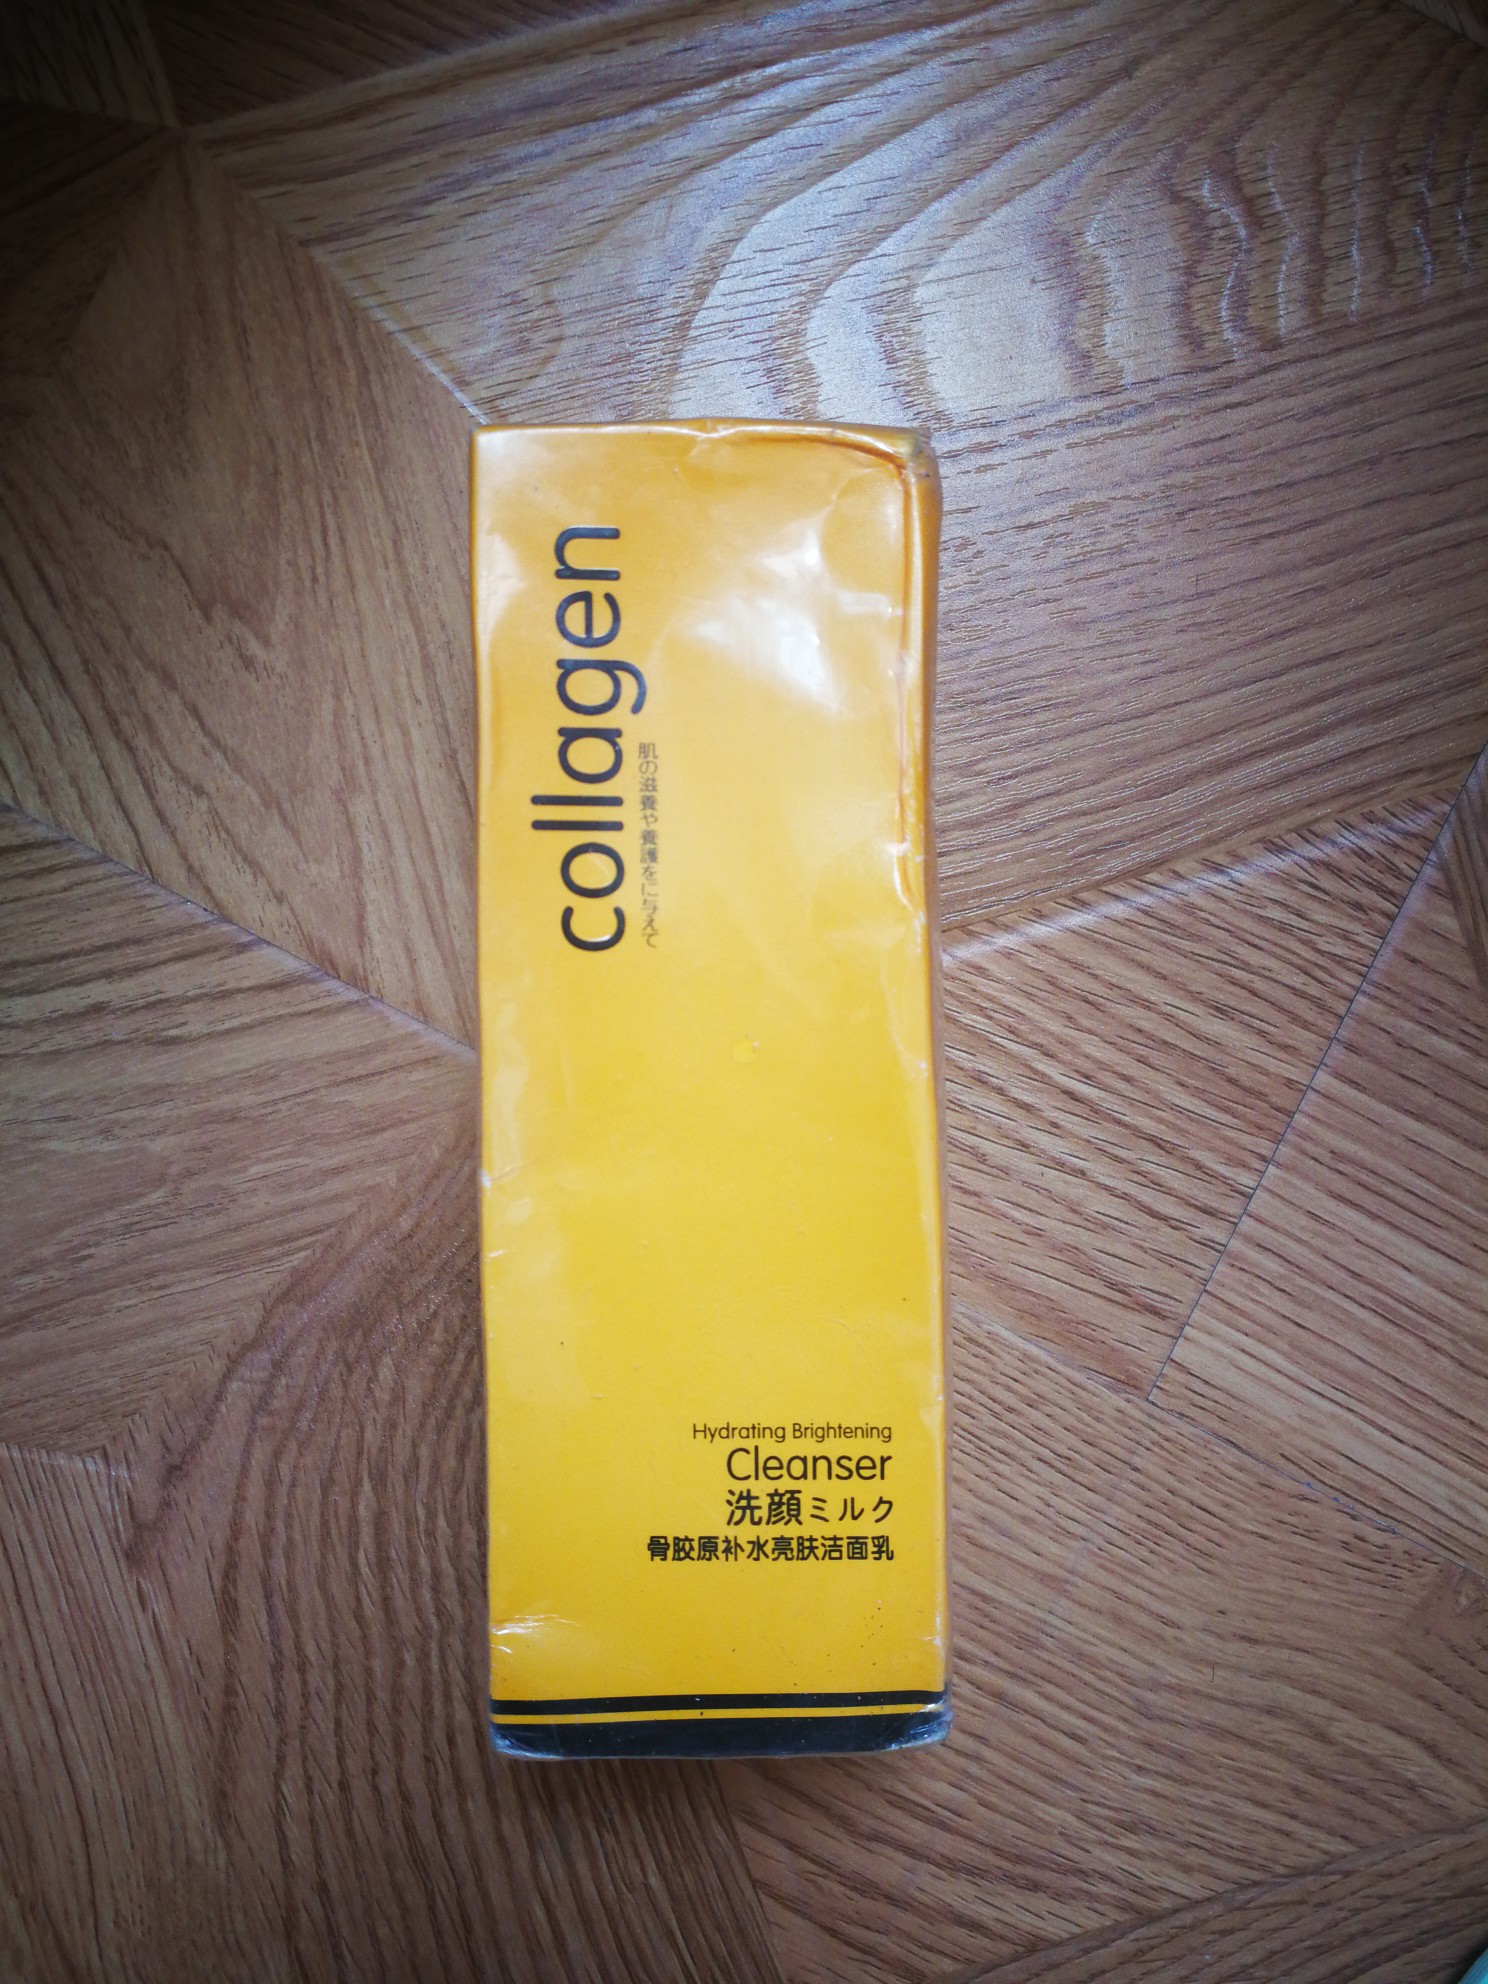 collagen
肌の滋養や養護をに与えて
Hydrating Brightening
Cleanser
洗顔ミルク
骨胶原补水亮肤洁面乳